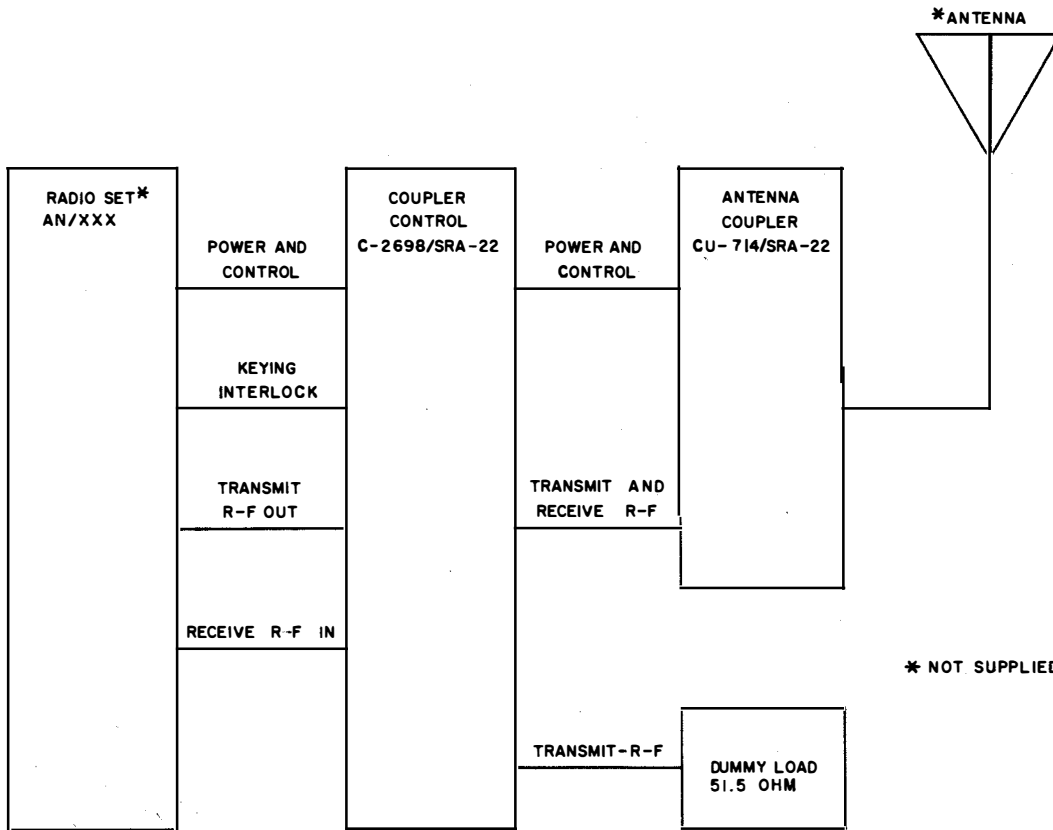 *ANTENNA
RADIO SET*
AN/XXX
COUPLER
CONTROL
C-2698/SRA-22
ANTENNA
COUPLER
CU-714/SRA-22
POWER AND
CONTROL
POWER AND
CONTROL
KEYING
INTERLOCK
TRANSMIT
R-F OUT
TRANSMIT AND
RECEIVE R-F
RECEIVE R-F IN
* NOT SUPPLIED
TRANSMIT-R-F
DUMMY LOAD
51.5 OHM